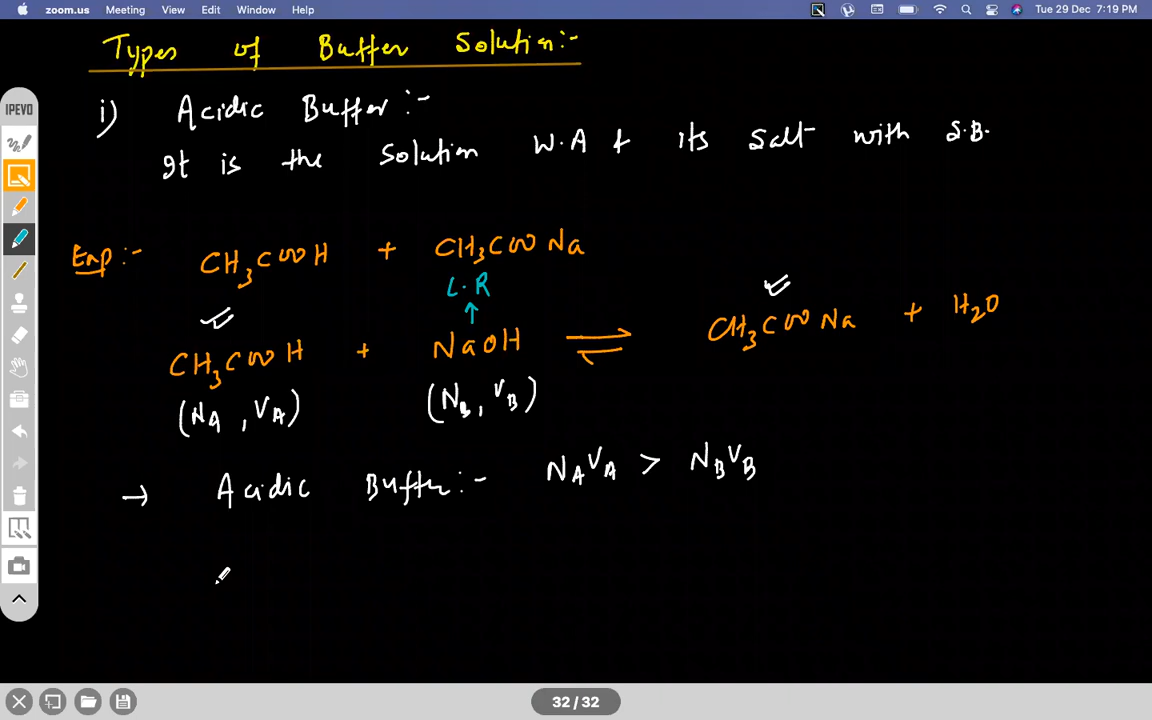 zoom.us Meeting View Edit Window Help Tue 29 Dec 7:19 PM
Types of Buffer Solution:-
IPEVO
i) Acidic Buffer:-
It is the solution W.A & its salt with S.B.
Exp:- CH3COOH + CH3COONa
L.R
CH3COOH + NaOH ⇌ CH3COONa + H2O
(NA, VA) (NB, VB)
→ Acidic Buffer:- NAVA > NBVB
32 / 32